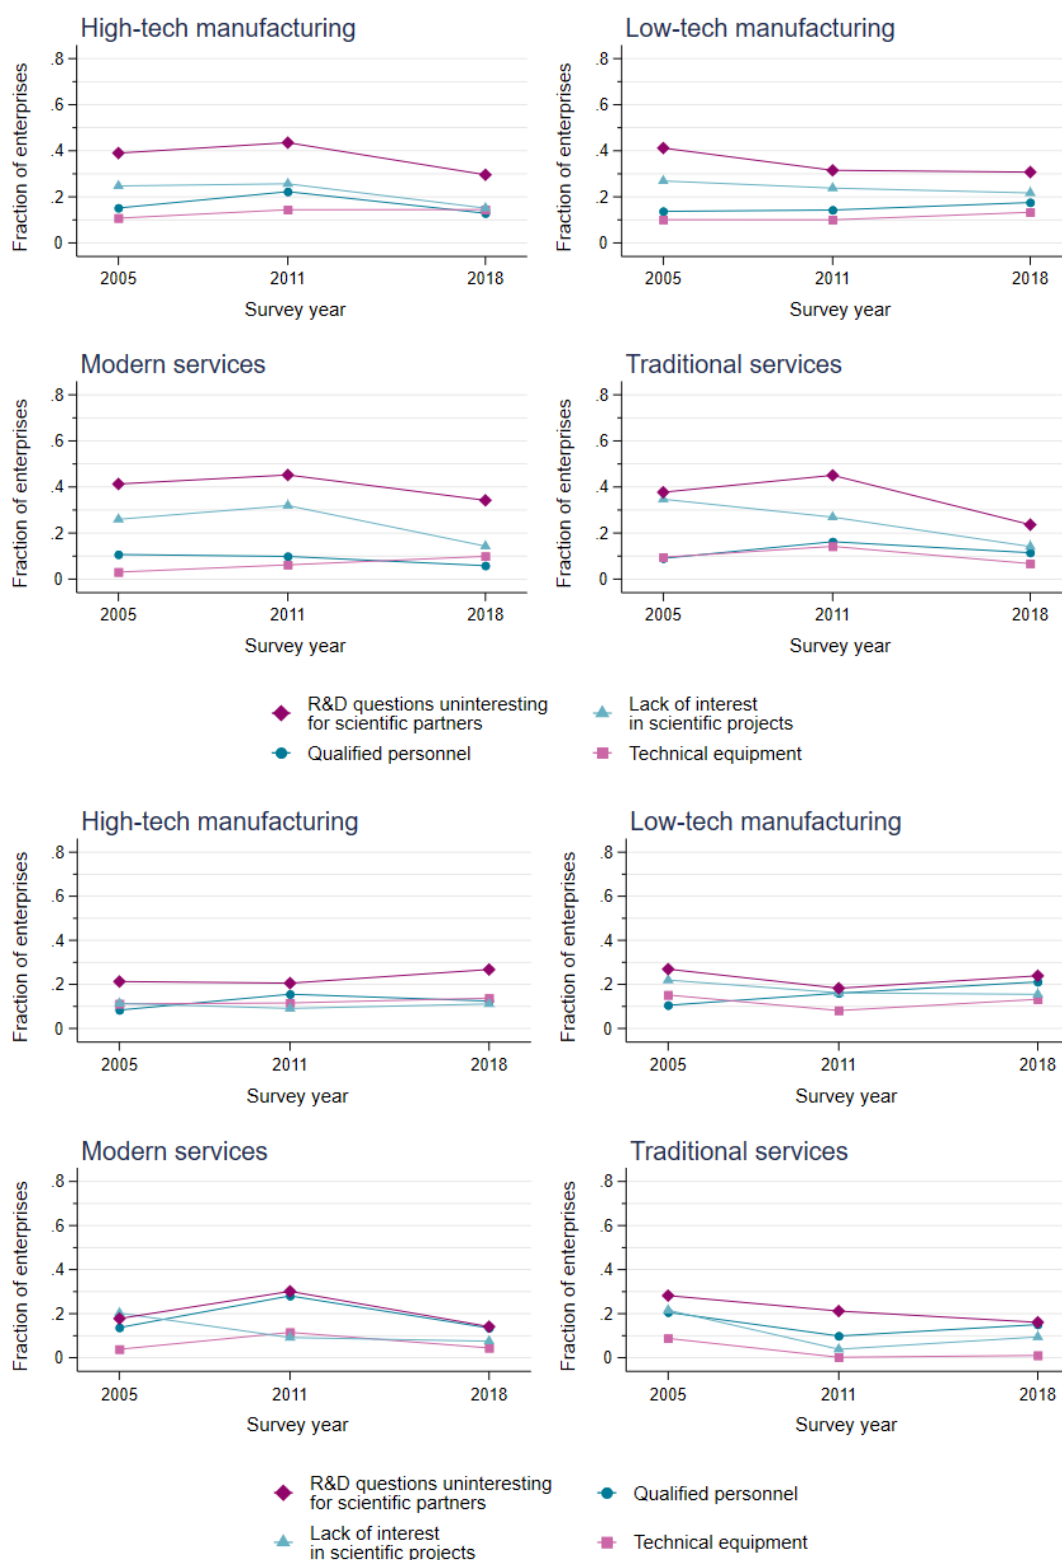 High-tech manufacturing
Fraction of enterprises
.8
.6
.4
.2
0
2005 2011 2018
Survey year
Low-tech manufacturing
Fraction of enterprises
.8
.6
.4
.2
0
2005 2011 2018
Survey year
Modern services
Fraction of enterprises
.8
.6
.4
.2
0
2005 2011 2018
Survey year
Traditional services
Fraction of enterprises
.8
.6
.4
.2
0
2005 2011 2018
Survey year
R&D questions uninteresting
for scientific partners
Lack of interest
in scientific projects
Qualified personnel
Technical equipment
High-tech manufacturing
Fraction of enterprises
.8
.6
.4
.2
0
2005 2011 2018
Survey year
Low-tech manufacturing
Fraction of enterprises
.8
.6
.4
.2
0
2005 2011 2018
Survey year
Modern services
Fraction of enterprises
.8
.6
.4
.2
0
2005 2011 2018
Survey year
Traditional services
Fraction of enterprises
.8
.6
.4
.2
0
2005 2011 2018
Survey year
R&D questions uninteresting
for scientific partners
Qualified personnel
Lack of interest
in scientific projects
Technical equipment